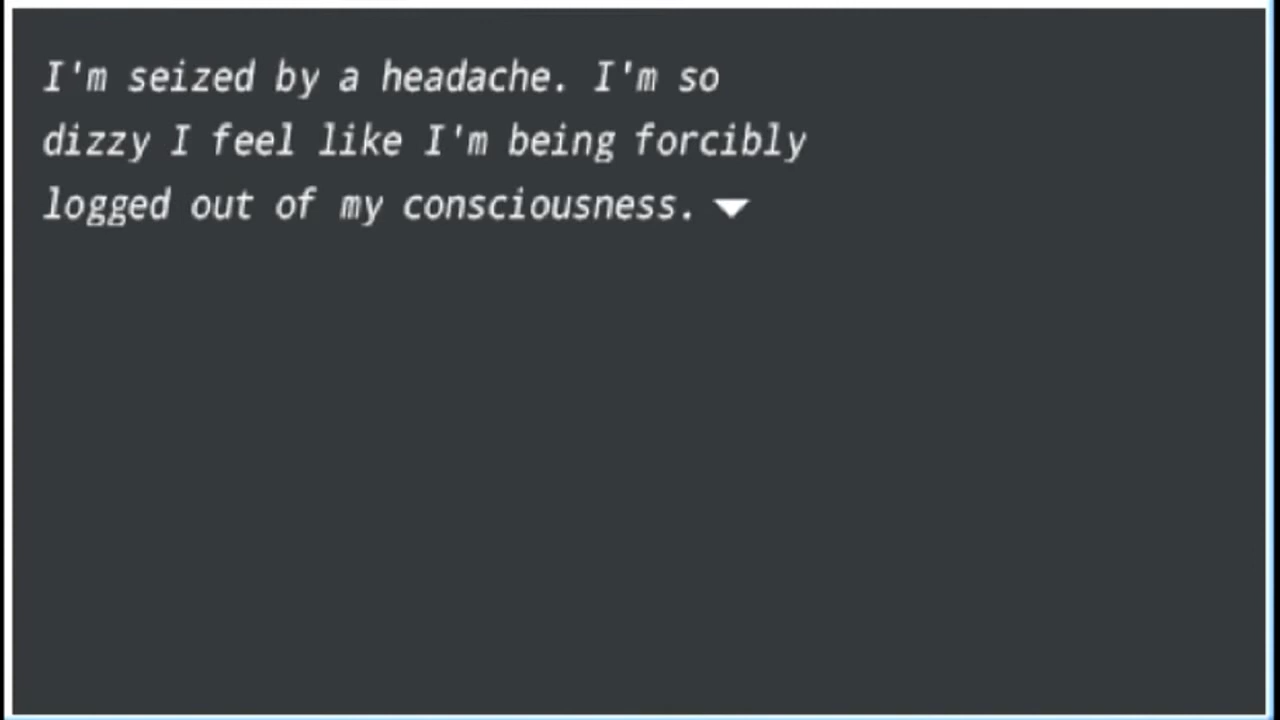 I'm seized by a headache. I'm so
dizzy I feel like I'm being forcibly
logged out of my consciousness.